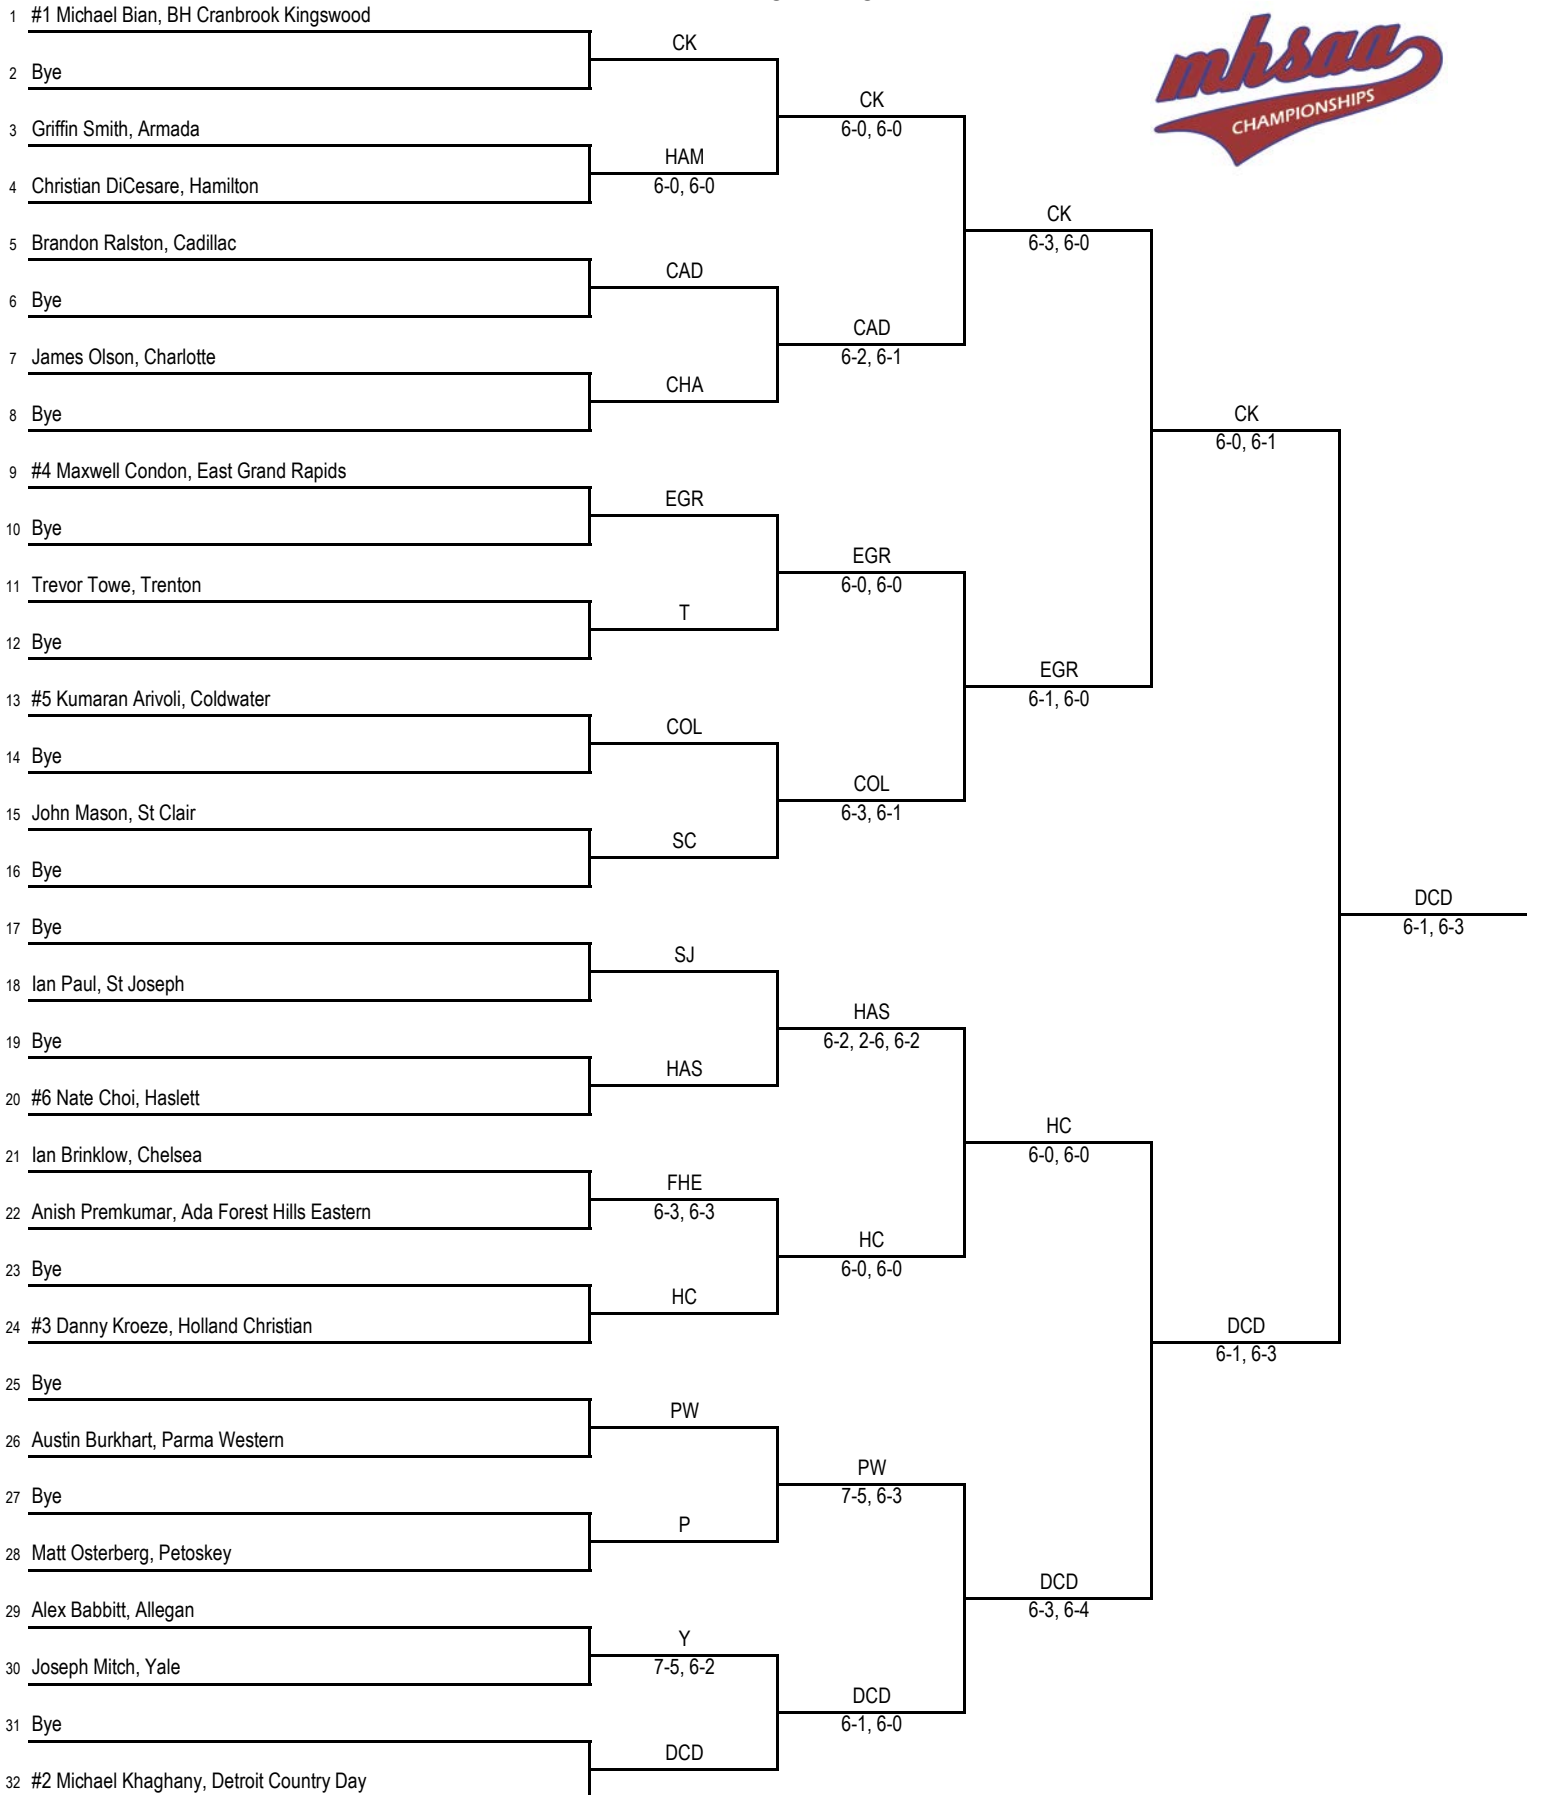 1 #1 Michael Bian, BH Cranbrook Kingswood
2 Bye
3 Griffin Smith, Armada
4 Christian DiCesare, Hamilton
5 Brandon Ralston, Cadillac
6 Bye
7 James Olson, Charlotte
8 Bye
9 #4 Maxwell Condon, East Grand Rapids
10 Bye
11 Trevor Towe, Trenton
12 Bye
13 #5 Kumaran Arivoli, Coldwater
14 Bye
15 John Mason, St Clair
16 Bye
17 Bye
18 Ian Paul, St Joseph
19 Bye
20 #6 Nate Choi, Haslett
21 Ian Brinklow, Chelsea
22 Anish Premkumar, Ada Forest Hills Eastern
23 Bye
24 #3 Danny Kroeze, Holland Christian
25 Bye
26 Austin Burkhart, Parma Western
27 Bye
28 Matt Osterberg, Petoskey
29 Alex Babbitt, Allegan
30 Joseph Mitch, Yale
31 Bye
32 #2 Michael Khaghany, Detroit Country Day
CK
HAM
6-0, 6-0
CAD
CHA
EGR
T
COL
SC
SJ
HAS
FHE
6-3, 6-3
HC
PW
P
Y
7-5, 6-2
DCD
CK
6-0, 6-0
CAD
6-2, 6-1
EGR
6-0, 6-0
COL
6-3, 6-1
HAS
6-2, 2-6, 6-2
HC
6-0, 6-0
PW
7-5, 6-3
DCD
6-1, 6-0
CK
6-3, 6-0
EGR
6-1, 6-0
HC
6-0, 6-0
DCD
6-3, 6-4
CK
6-0, 6-1
DCD
6-1, 6-3
DCD
6-1, 6-3
mhsaa
CHAMPIONSHIPS